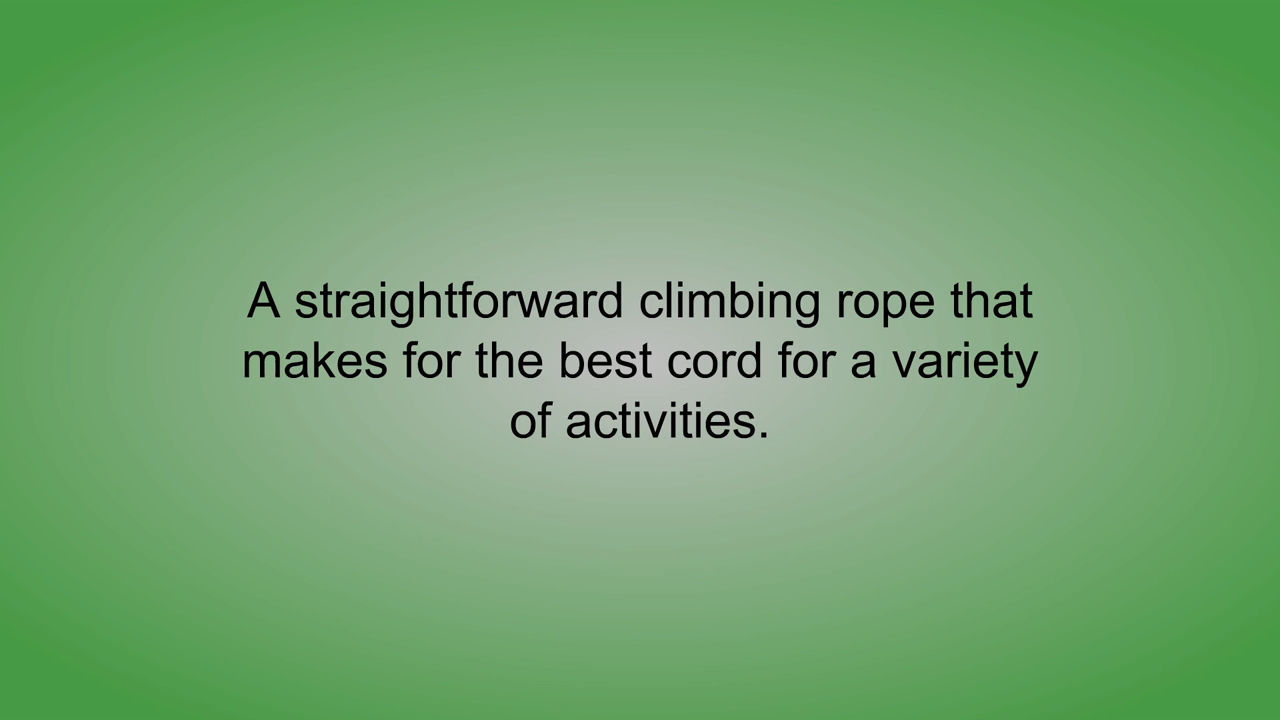 A straightforward climbing rope that
makes for the best cord for a variety
of activities.